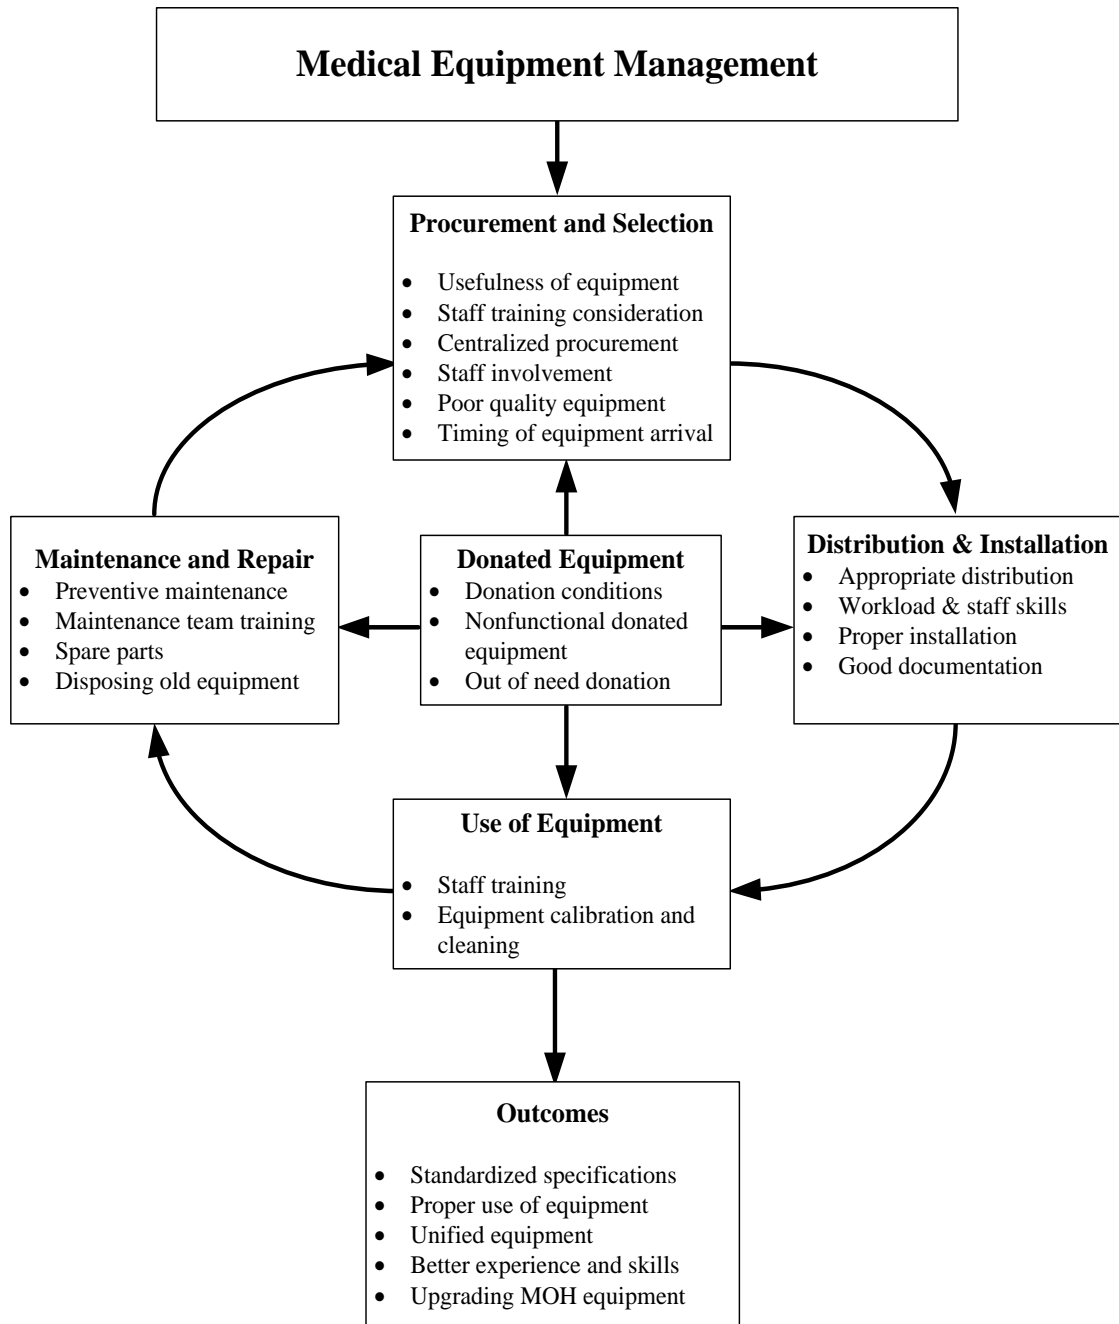 Medical Equipment Management
Procurement and Selection
• Usefulness of equipment
• Staff training consideration
• Centralized procurement
• Staff involvement
• Poor quality equipment
• Timing of equipment arrival
Maintenance and Repair
• Preventive maintenance
• Maintenance team training
• Spare parts
• Disposing old equipment
Donated Equipment
• Donation conditions
• Nonfunctional donated
equipment
• Out of need donation
Distribution & Installation
• Appropriate distribution
• Workload & staff skills
• Proper installation
• Good documentation
Use of Equipment
• Staff training
• Equipment calibration and
cleaning
Outcomes
• Standardized specifications
• Proper use of equipment
• Unified equipment
• Better experience and skills
• Upgrading MOH equipment